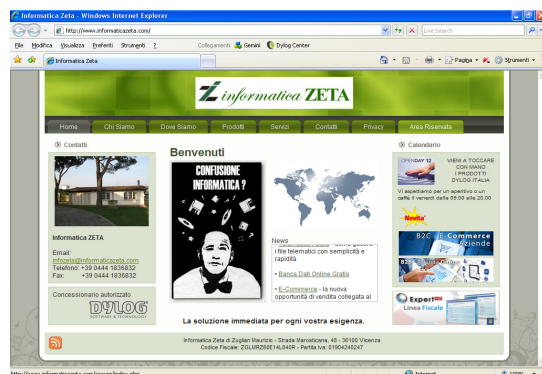 Informatica Zeta - Windows Internet Explorer
http://www.informaticazeta.com/
Live Search
File Modifica Visualizza Preferiti Strumenti ? Collegamenti Gemini Dylog Center
Informatica Zeta
Pagina Strumenti
informatica ZETA
Home Chi Siamo Dove Siamo Prodotti Servizi Contatti Privacy Area Riservata
Contatti
Informatica ZETA
Email:
infozeta@informaticazeta.com
Telefono: +39 0444 1836832
Fax: +39 0444 1836832
Concessionario autorizzato
DYLOG
SOFTWARE & TECHNOLOGY
Benvenuti
CONFUSIONE
INFORMATICA ?
News
i file telematici con semplicità e
rapidità
• Banca Dati Online Gratis
• E-Commerce - la nuova
opportunità di vendita collegata al
La soluzione immediata per ogni vostra esigenza.
Calendario
OPENDAY 12
VIENI A TOCCARE
CON MANO
I PRODOTTI
DYLOG ITALIA
Vi aspettiamo per un aperitivo o un
caffè il venerdì dalle 09.00 alle 20.00
Novita'
B2C - E-Commerce
Aziende
B2C
Online
Expert
Linea Fiscale
Informatica Zeta di Zuglian Maurizio - Strada Marosticana, 48 - 36100 Vicenza
Codice Fiscale: - Partita Iva: 01904240247
Internet 100%